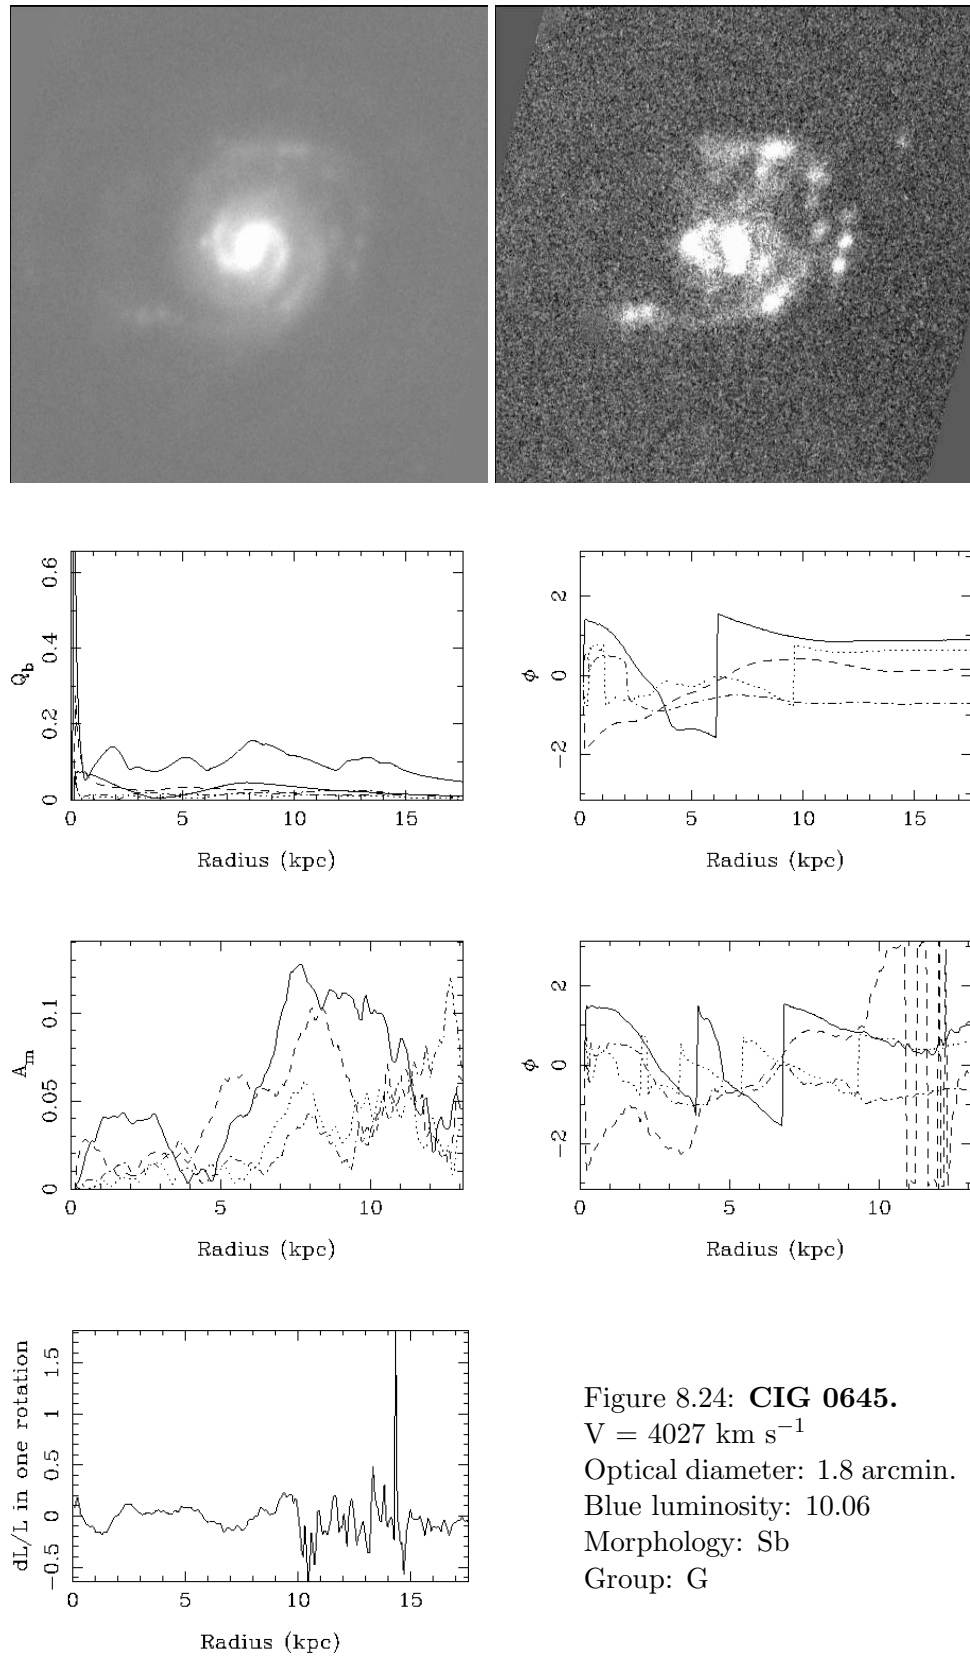 0.6
0.4
0.2
0
Q_b
0 5 10 15
Radius (kpc)
2
0
−2
ϕ
0 5 10 15
Radius (kpc)
0.1
0.05
0
A_m
0 5 10
Radius (kpc)
2
0
−2
ϕ
0 5 10
Radius (kpc)
1.5
1
0.5
0
−0.5
dL/L in one rotation
0 5 10 15
Radius (kpc)
Figure 8.24: CIG 0645.
V = 4027 km s⁻¹
Optical diameter: 1.8 arcmin.
Blue luminosity: 10.06
Morphology: Sb
Group: G